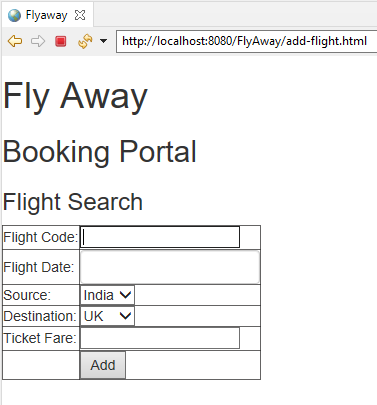 Flyaway
http://localhost:8080/FlyAway/add-flight.html
Fly Away
Booking Portal
Flight Search
Flight Code:
Flight Date:
Source: India
Destination: UK
Ticket Fare:
Add